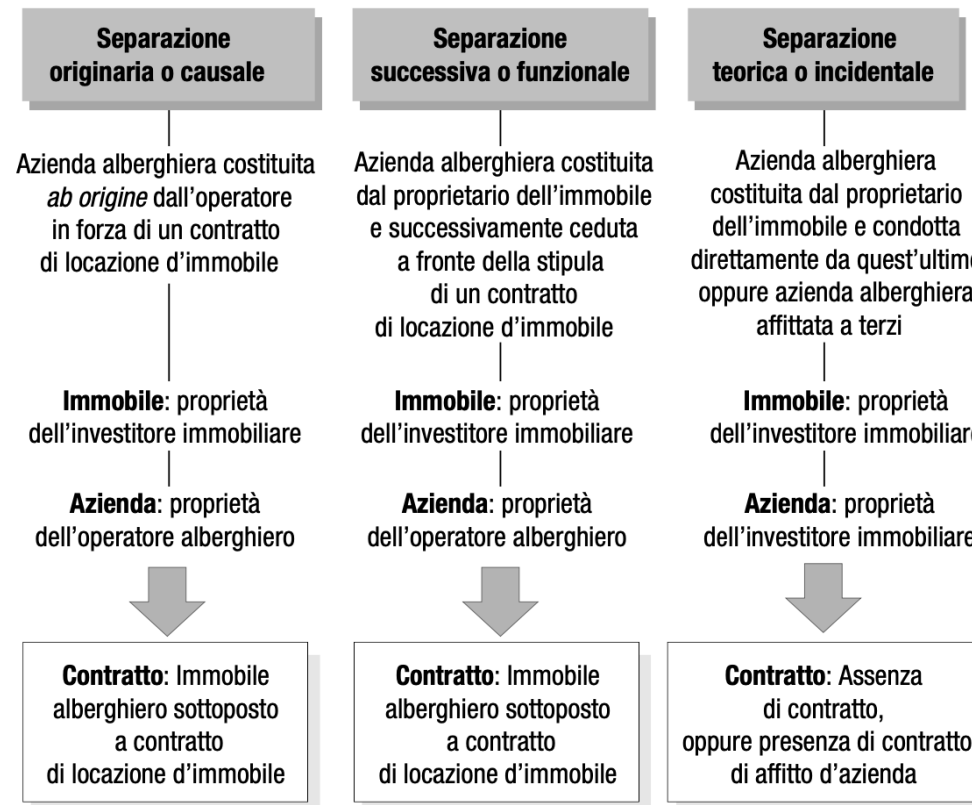 Separazione
originaria o causale
Azienda alberghiera costituita
ab origine dall'operatore
in forza di un contratto
di locazione d'immobile
Immobile: proprietà
dell'investitore immobiliare
Azienda: proprietà
dell'operatore alberghiero
Contratto: Immobile
alberghiero sottoposto
a contratto
di locazione d'immobile
Separazione
successiva o funzionale
Azienda alberghiera costituita
dal proprietario dell'immobile
e successivamente ceduta
a fronte della stipula
di un contratto
di locazione d'immobile
Immobile: proprietà
dell'investitore immobiliare
Azienda: proprietà
dell'operatore alberghiero
Contratto: Immobile
alberghiero sottoposto
a contratto
di locazione d'immobile
Separazione
teorica o incidentale
Azienda alberghiera
costituita dal proprietario
dell'immobile e condotta
direttamente da quest'ultimo
oppure azienda alberghiera
affittata a terzi
Immobile: proprietà
dell'investitore immobiliare
Azienda: proprietà
dell'investitore immobiliare
Contratto: Assenza
di contratto,
oppure presenza di contratto
di affitto d'azienda